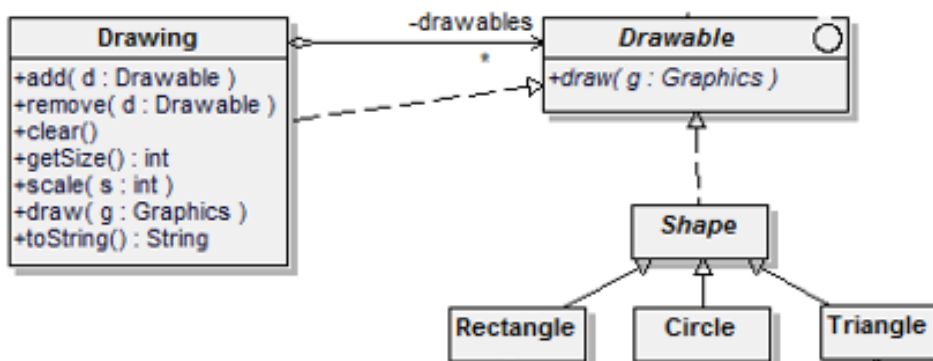 Drawing
+add( d : Drawable )
+remove( d : Drawable )
+clear()
+getSize() : int
+scale( s : int )
+draw( g : Graphics )
+toString() : String
-drawables
*
Drawable
+draw( g : Graphics )
Shape
Rectangle
Circle
Triangle